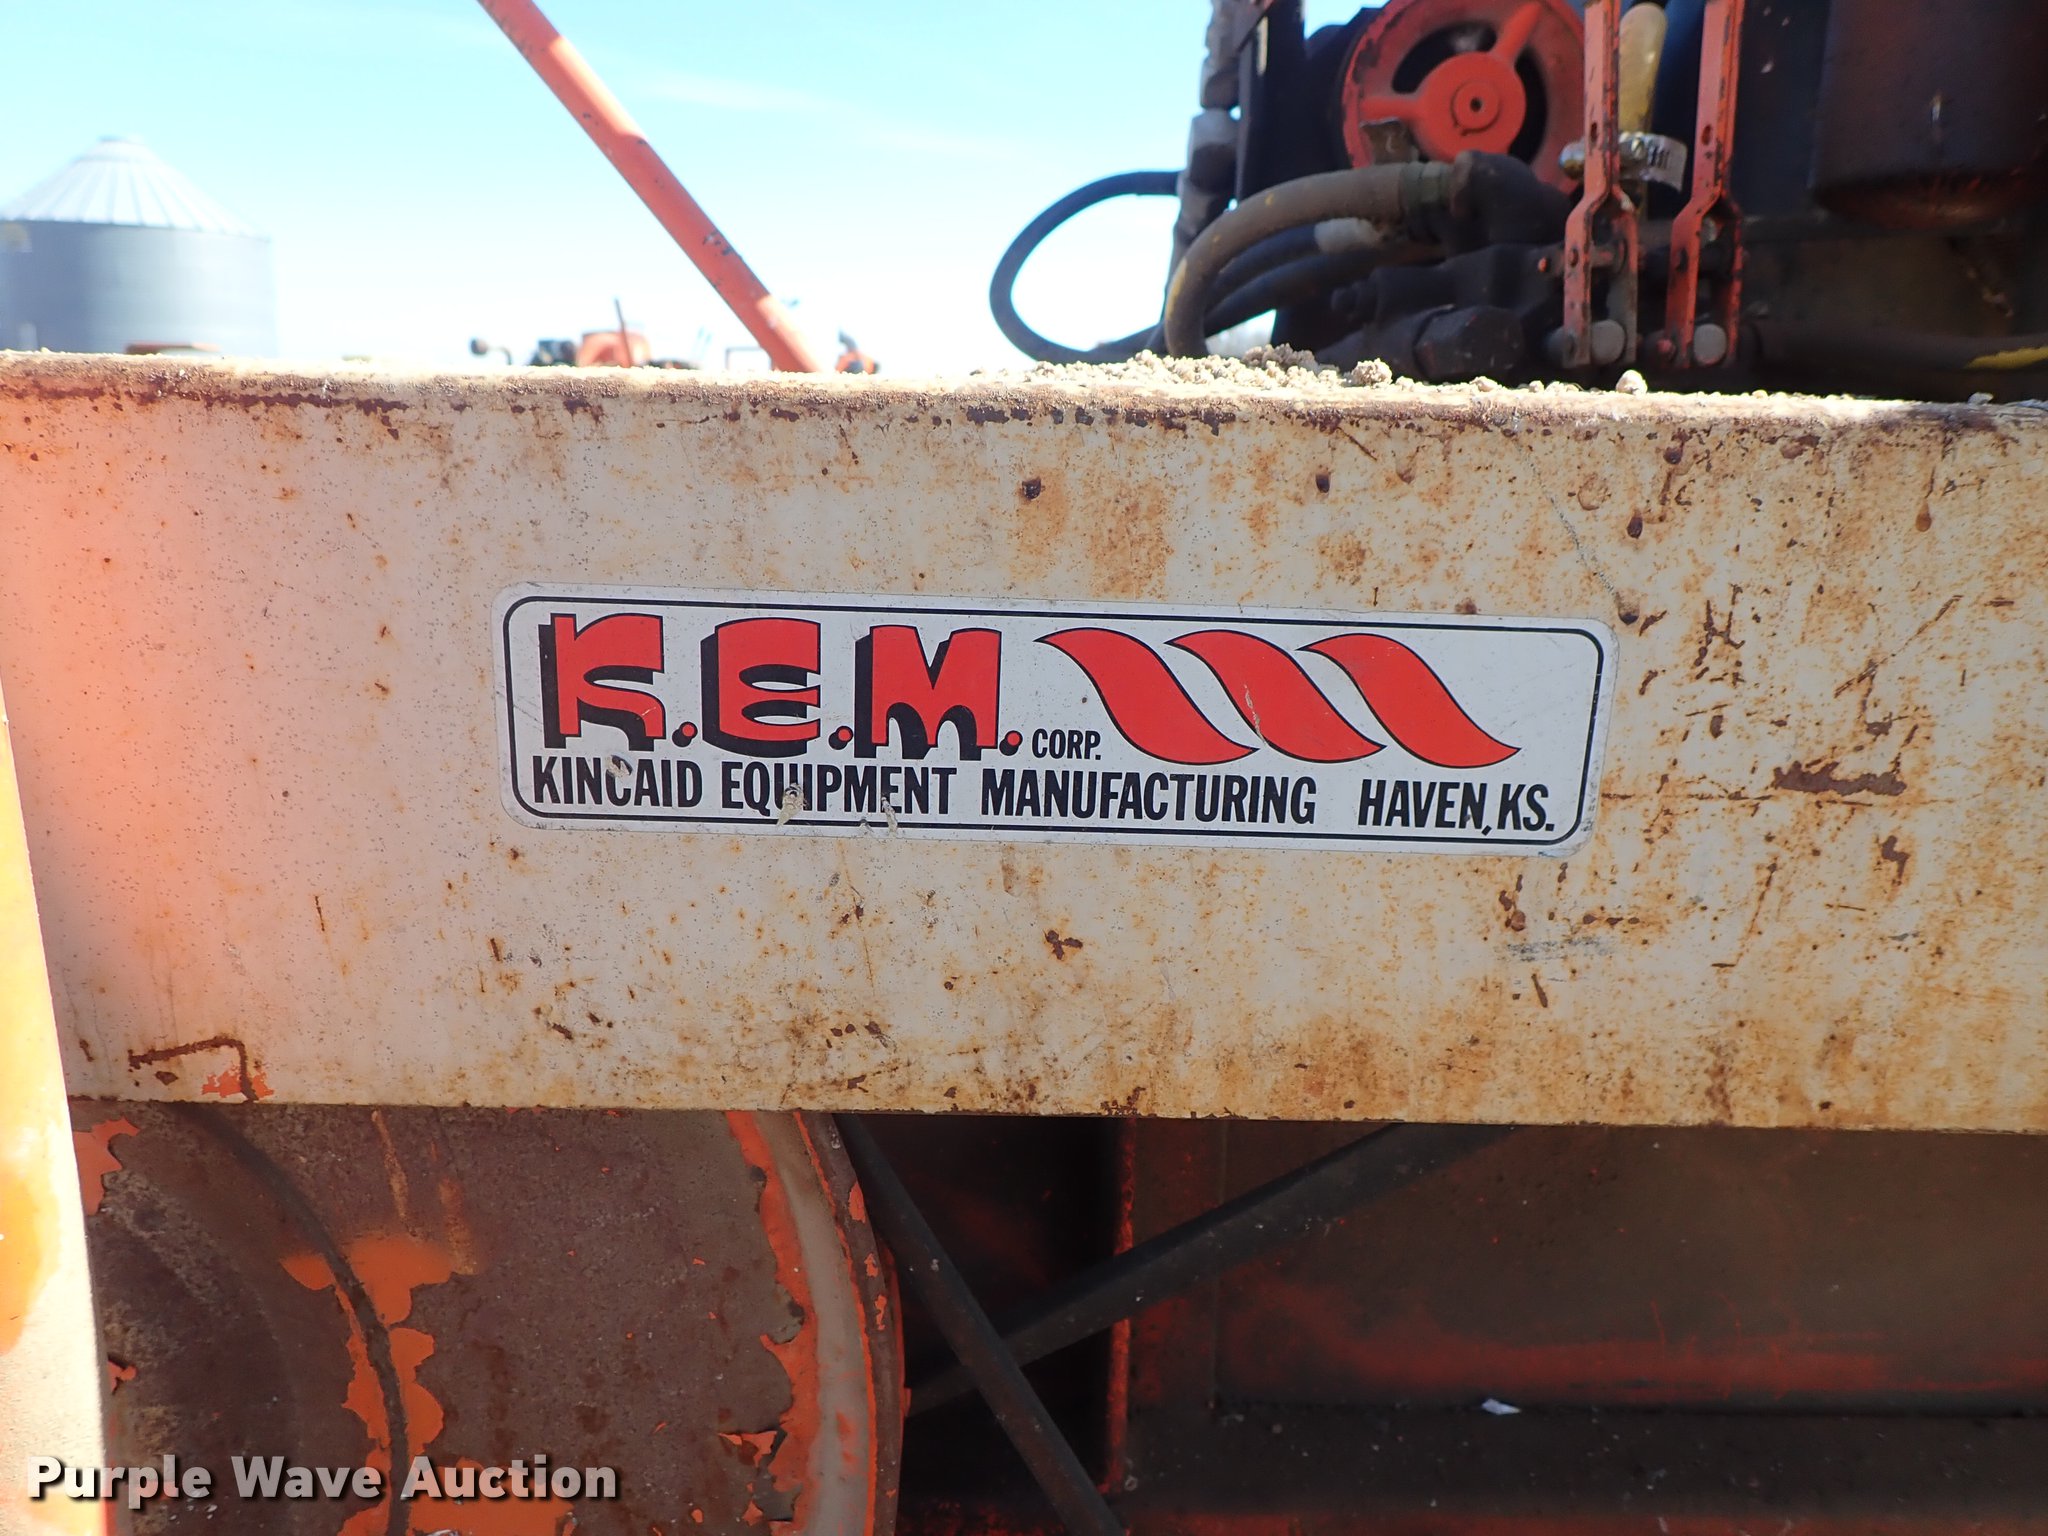 K.E.M. CORP.
KINCAID EQUIPMENT MANUFACTURING HAVEN, KS.
Purple Wave Auction